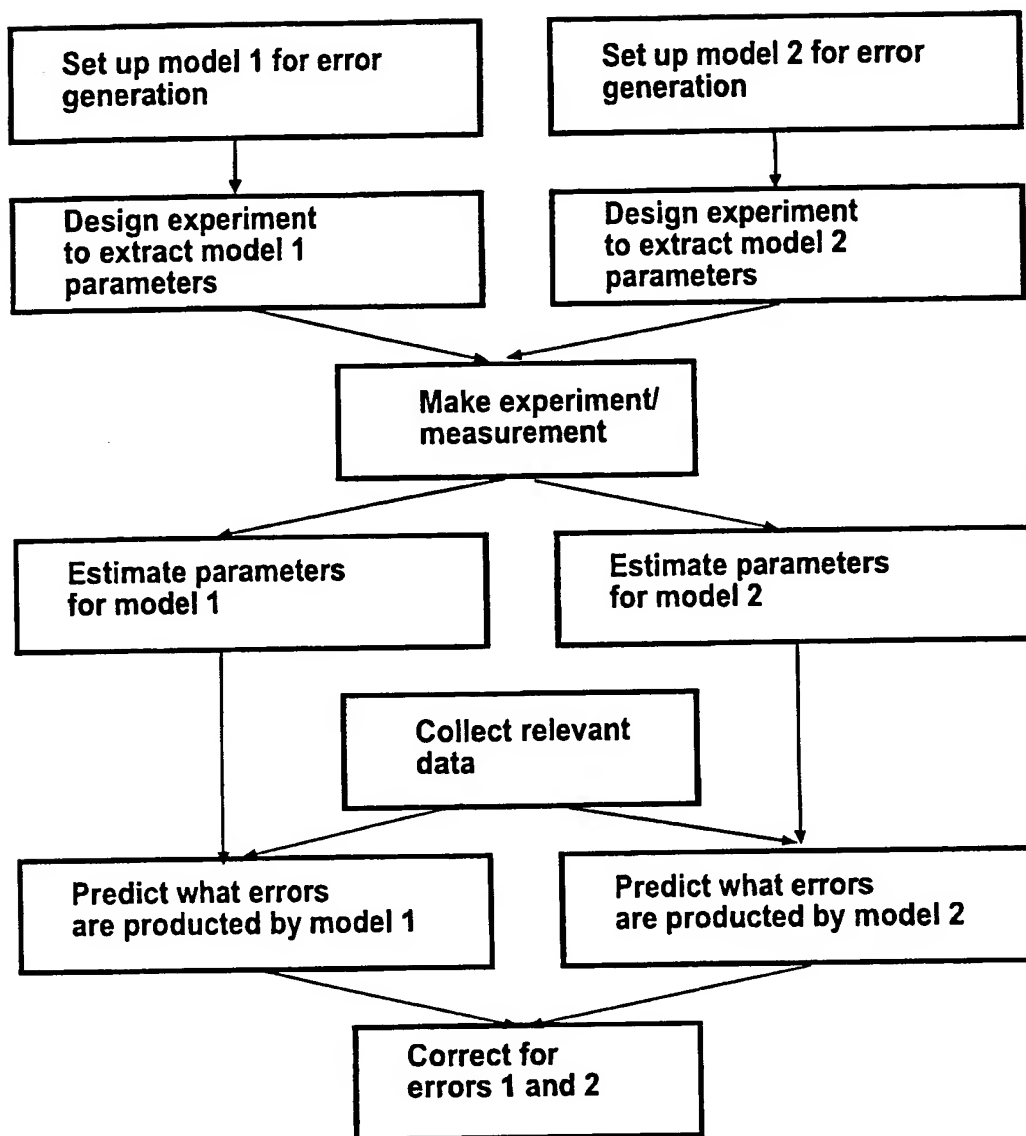 Set up model 1 for error
generation
Set up model 2 for error
generation
Design experiment
to extract model 1
parameters
Design experiment
to extract model 2
parameters
Make experiment/
measurement
Estimate parameters
for model 1
Estimate parameters
for model 2
Collect relevant
data
Predict what errors
are producted by model 1
Predict what errors
are producted by model 2
Correct for
errors 1 and 2